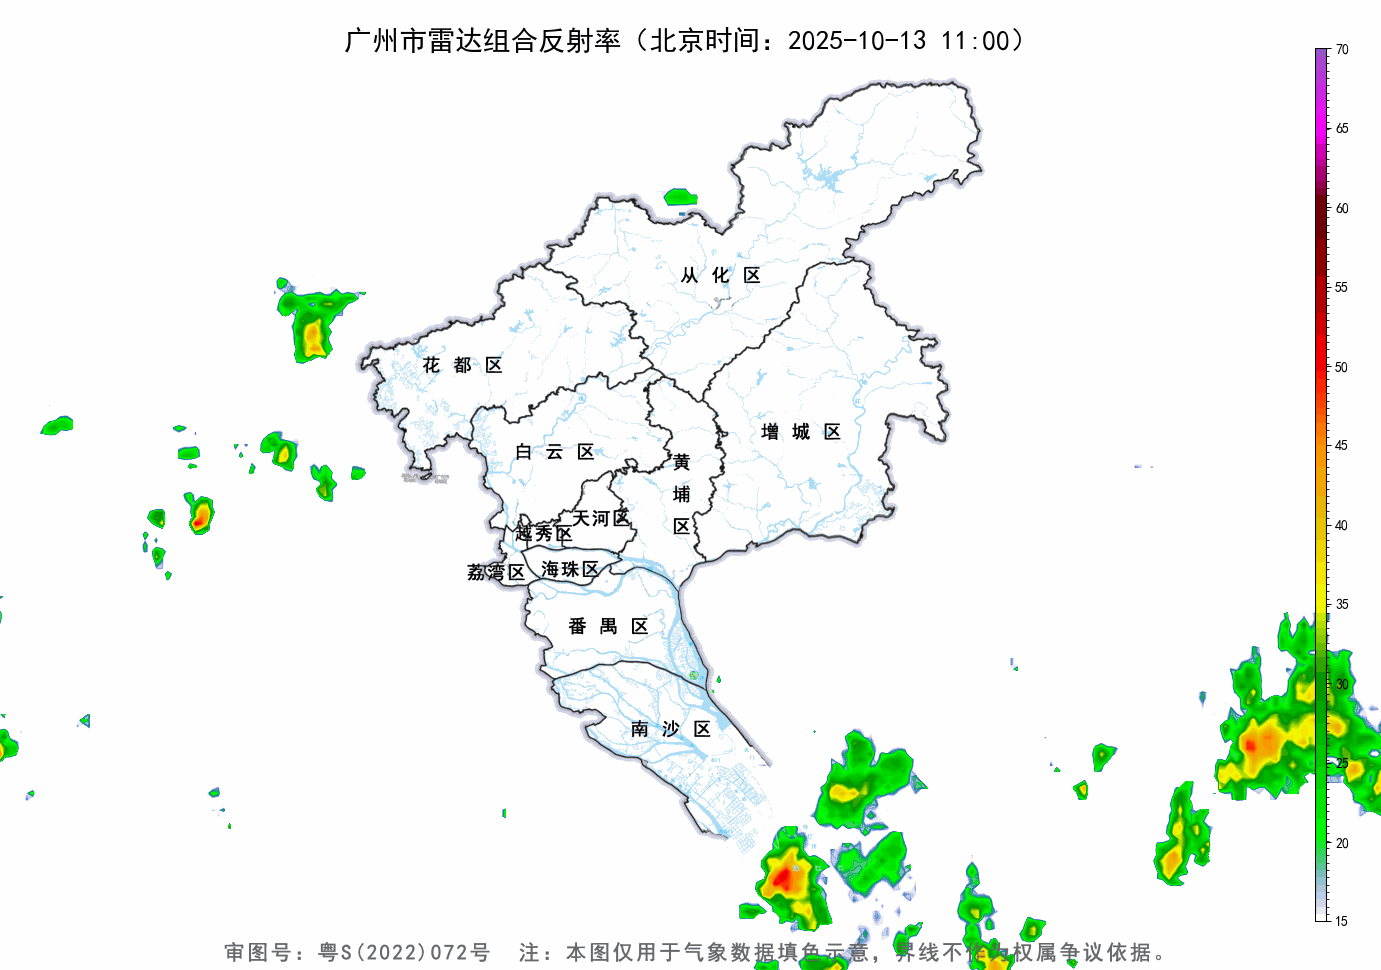 广州市雷达组合反射率（北京时间：2025-10-13 11:00）
70
65
60
55
50
45
40
35
30
25
20
15
从化区
花都区
增城区
白云区
黄埔区
天河区
越秀区
荔湾区
海珠区
番禺区
南沙区
审图号：粤S(2022)072号 注：本图仅用于气象数据填色示意，界线不作为权属争议依据。